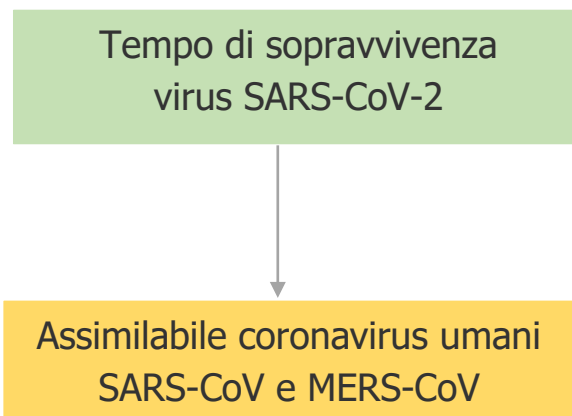 Tempo di sopravvivenza
virus SARS-CoV-2
Assimilabile coronavirus umani
SARS-CoV e MERS-CoV